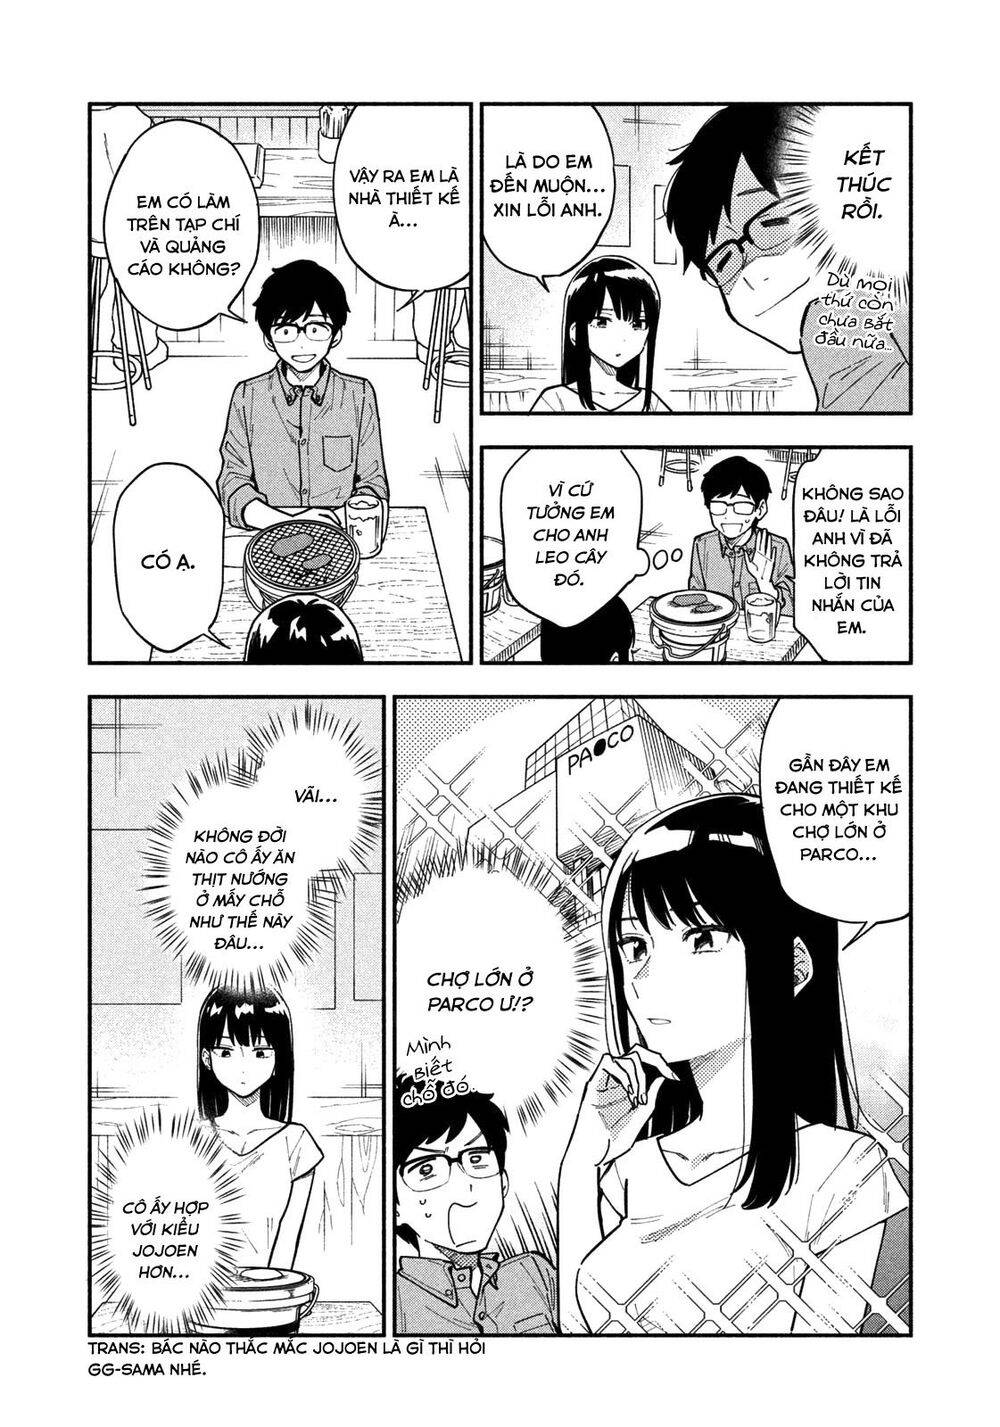 KẾT
THÚC
RỒI.
Dù mọi
thứ còn
chưa bắt
đầu nữa...
LÀ DO EM
ĐẾN MUỘN...
XIN LỖI ANH.
KHÔNG SAO
ĐÂU! LÀ LỖI
ANH VÌ ĐÃ
KHÔNG TRẢ
LỜI TIN
NHẮN CỦA
EM.
VÌ CỨ
TƯỞNG EM
CHO ANH
LEO CÂY
ĐÓ.
VẬY RA EM LÀ
NHÀ THIẾT KẾ
À...
EM CÓ LÀM
TRÊN TẠP CHÍ
VÀ QUẢNG
CÁO KHÔNG?
CÓ Ạ.
GẦN ĐÂY EM
ĐANG THIẾT KẾ
CHO MỘT KHU
CHỢ LỚN Ở
PARCO...
PA●CO
CHỢ LỚN Ở
PARCO Ư!?
Mình
biết
chỗ đó.
VÃI...
KHÔNG ĐỜI
NÀO CÔ ẤY ĂN
THỊT NƯỚNG
Ở MẤY CHỖ
NHƯ THẾ NÀY
ĐÂU...
CÔ ẤY HỢP
VỚI KIỂU
JOJOEN
HƠN...
TRANS: BÁC NÀO THẮC MẮC JOJOEN LÀ GÌ THÌ HỎI
GG-SAMA NHÉ.